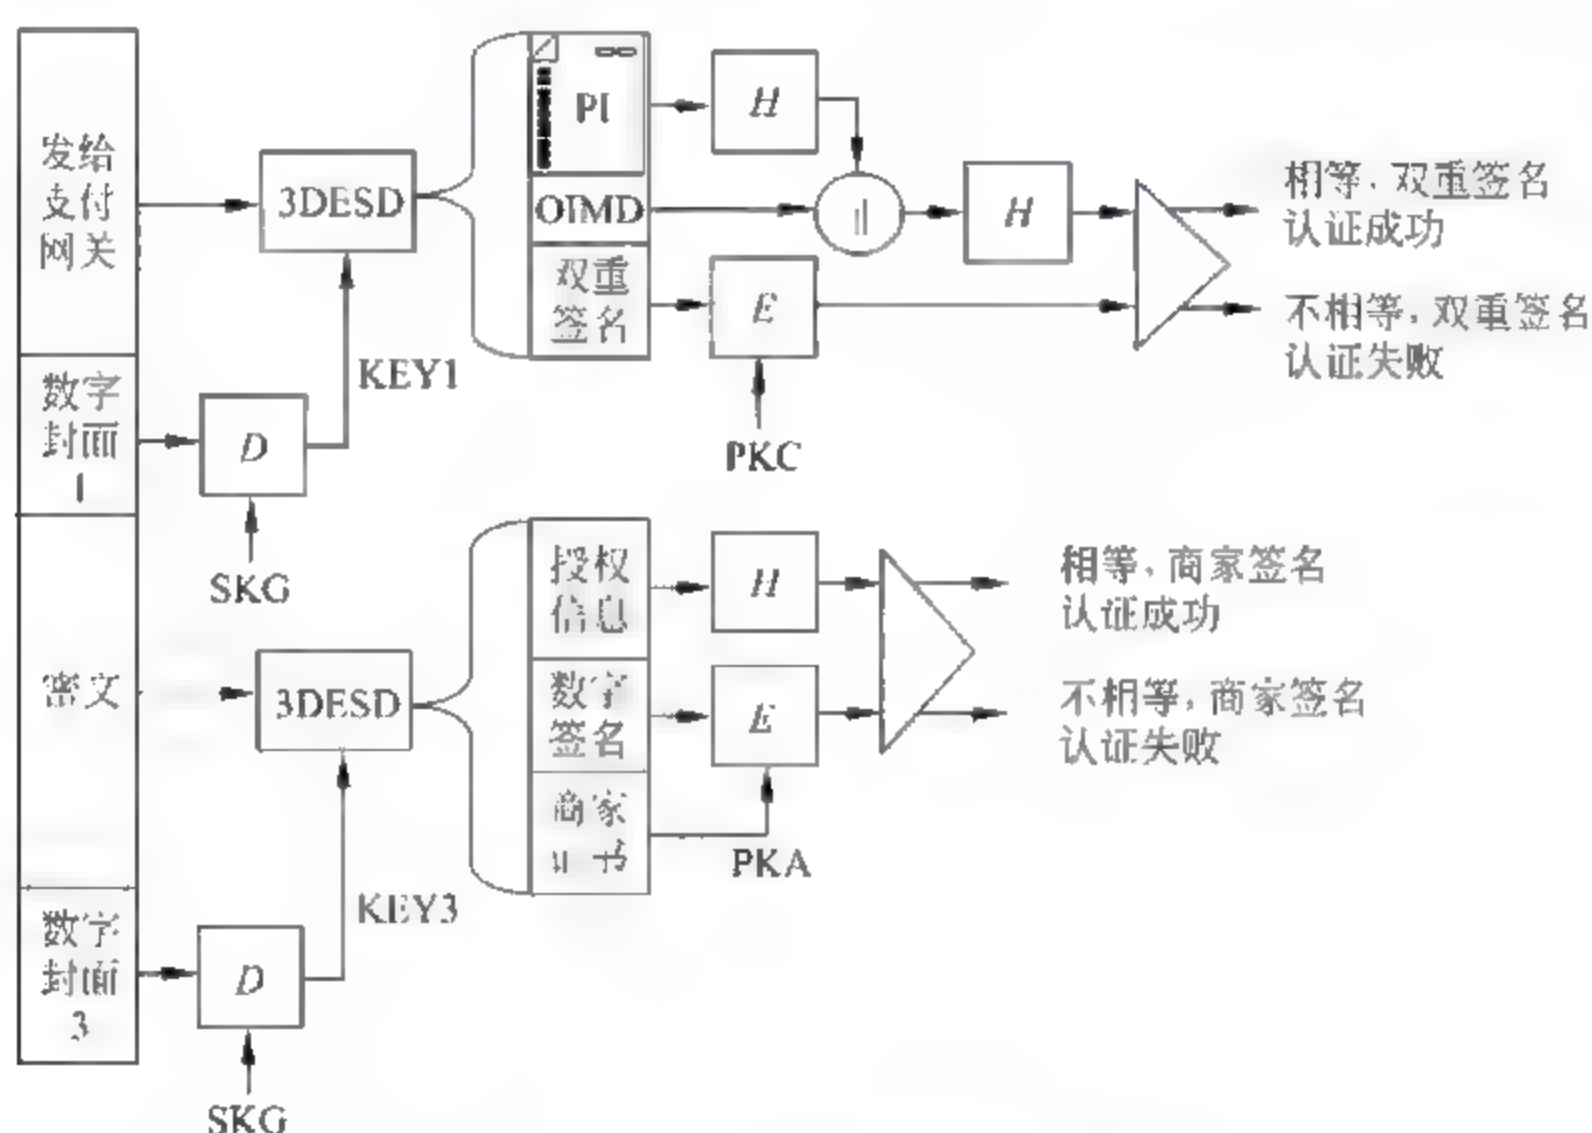 发给
支付
网关
数字
封面
1
密文
数字
封面
3
3DESD
KEY1
D
SKG
PI
OIMD
双重
签名
H
||
H
E
PKC
相等,双重签名
认证成功
不相等,双重签名
认证失败
3DESD
KEY3
D
SKG
授权
信息
数字
签名
商家
证书
H
E
PKA
相等,商家签名
认证成功
不相等,商家签名
认证失败